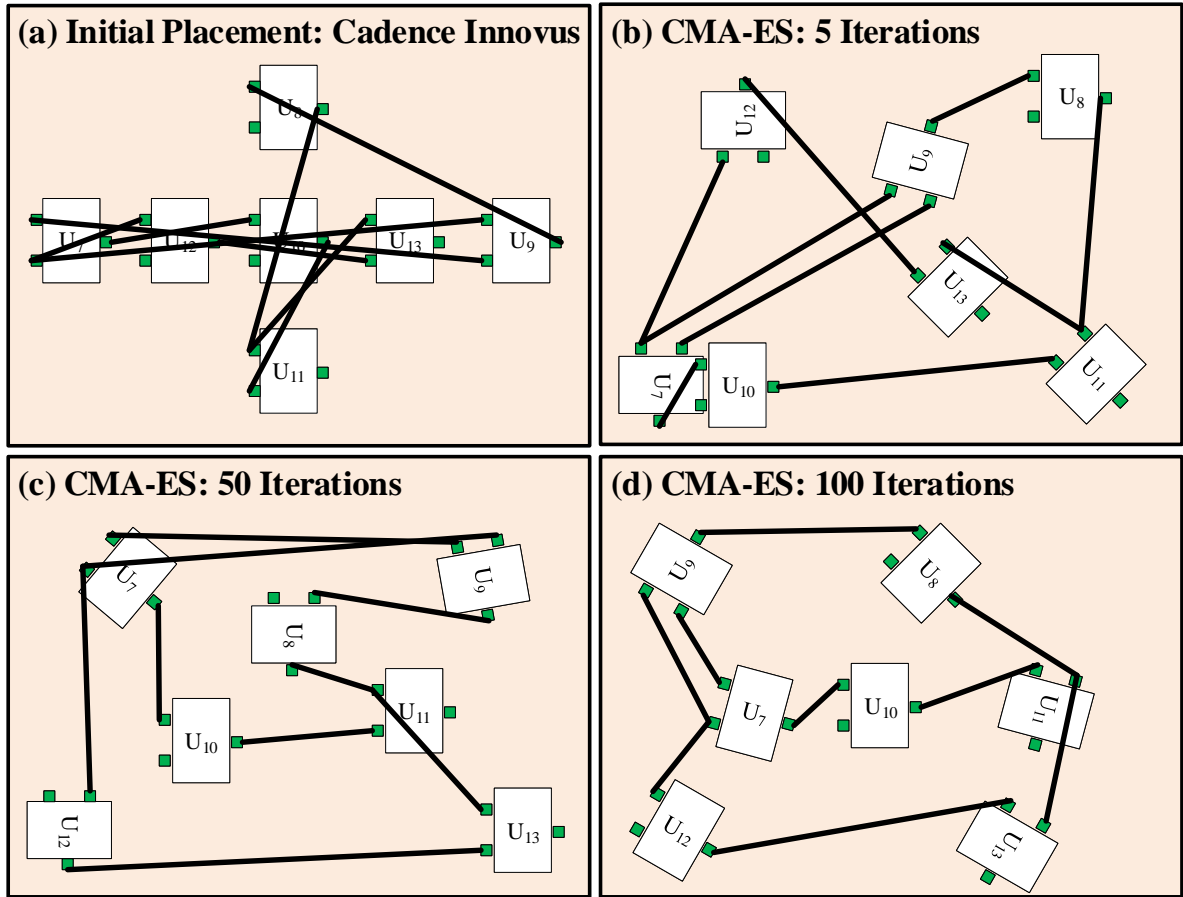 (a) Initial Placement: Cadence Innovus
U8
U7
U12
U10
U13
U9
U11
(b) CMA-ES: 5 Iterations
U12
U8
U9
U13
U7
U10
U11
(c) CMA-ES: 50 Iterations
U7
U9
U8
U11
U10
U12
U13
(d) CMA-ES: 100 Iterations
U9
U8
U7
U10
U11
U12
U13